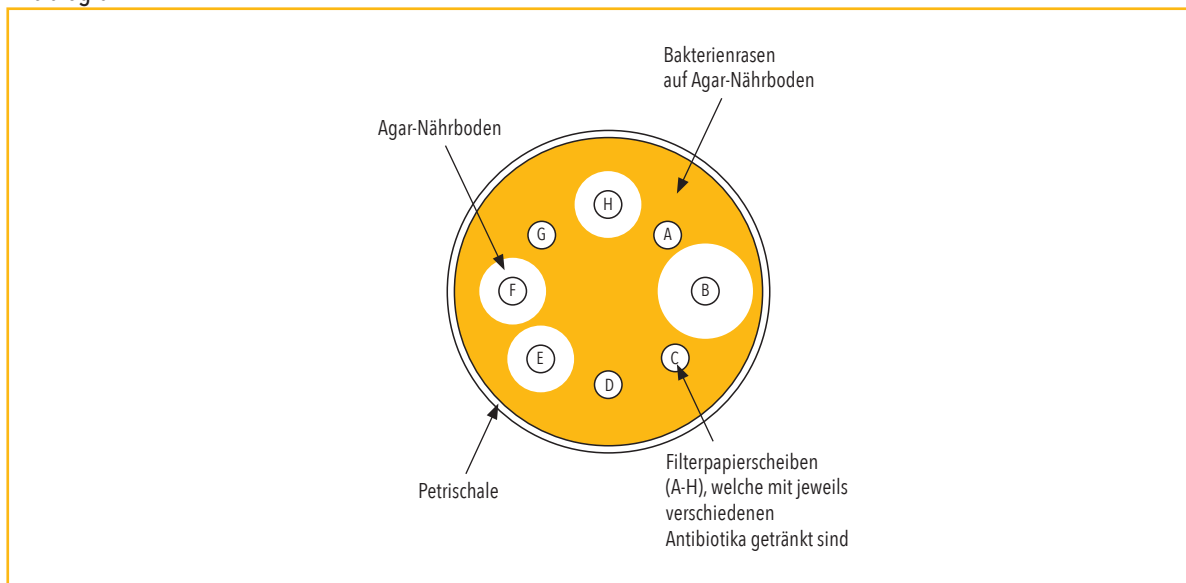 Bakterienrasen
auf Agar-Nährboden
Agar-Nährboden
H
G
A
F
B
E
C
D
Petrischale
Filterpapierscheiben
(A-H), welche mit jeweils
verschiedenen
Antibiotika getränkt sind